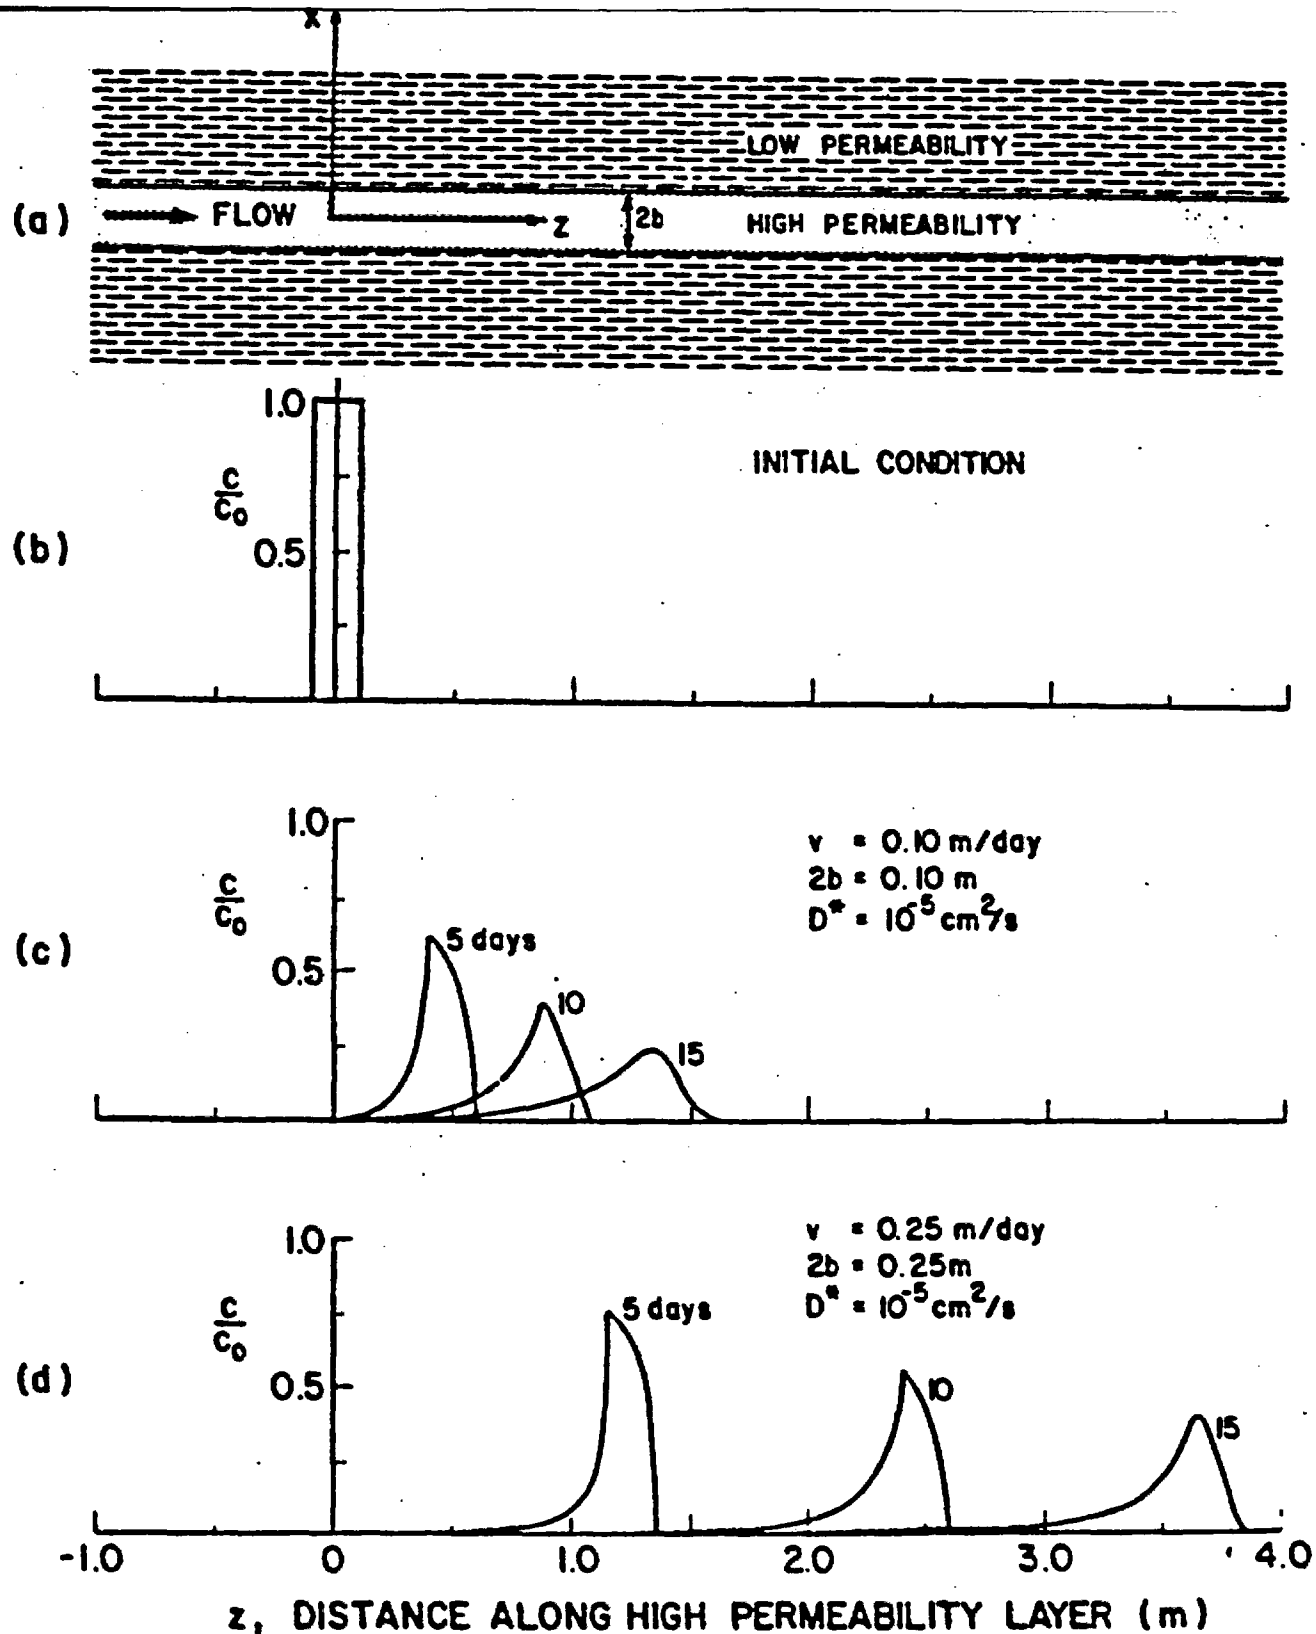 x
LOW PERMEABILITY
(a)
FLOW
z
2b
HIGH PERMEABILITY
1.0
c
c₀
0.5
INITIAL CONDITION
(b)
1.0
c
c₀
0.5
v = 0.10 m/day
2b = 0.10 m
D* = 10⁻⁵ cm²/s
(c)
5 days
10
15
1.0
c
c₀
0.5
v = 0.25 m/day
2b = 0.25m
D* = 10⁻⁵ cm²/s
(d)
5 days
10
15
-1.0 0 1.0 2.0 3.0 4.0
z, DISTANCE ALONG HIGH PERMEABILITY LAYER (m)